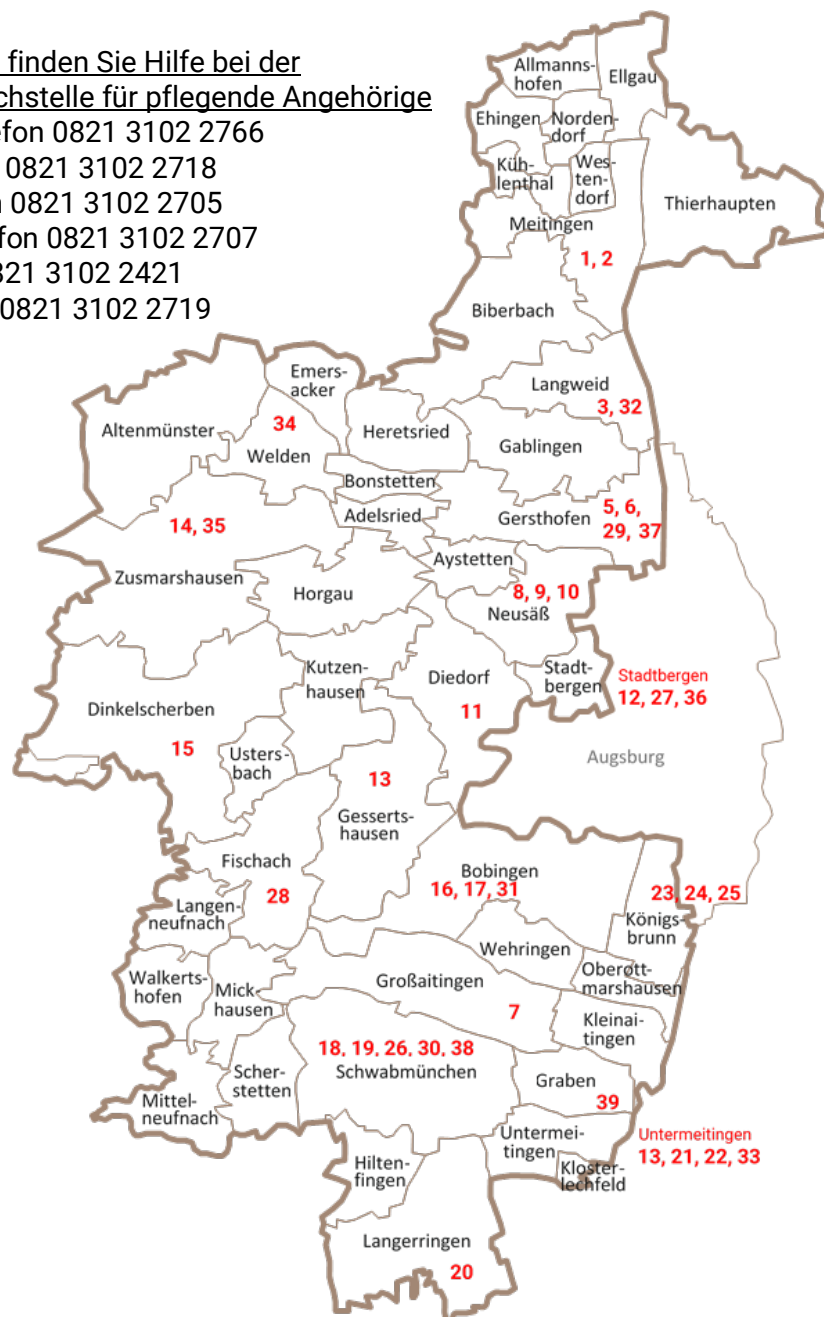 finden Sie Hilfe bei der
chstelle für pflegende Angehörige
efon 0821 3102 2766
0821 3102 2718
n 0821 3102 2705
fon 0821 3102 2707
821 3102 2421
0821 3102 2719
Allmanns-
hofen
Ellgau
Ehingen
Norden-
dorf
Küh-
lenthal
Wes-
ten-
dorf
Thierhaupten
Meitingen
1, 2
Biberbach
Emers-
acker
Langweid
3, 32
Altenmünster
34
Welden
Heretsried
Gablingen
Bonstetten
Adelsried
Gersthofen
5, 6,
29, 37
14, 35
Zusmarshausen
Aystetten
Horgau
8, 9, 10
Neusäß
Kutzen-
hausen
Diedorf
11
Stadt-
bergen
Stadtbergen
12, 27, 36
Dinkelscherben
15
Usters-
bach
Augsburg
13
Gesserts-
hausen
Fischach
28
Bobingen
16, 17, 31
23, 24, 25
Königs-
brunn
Langen-
neufnach
Wehringen
Oberott-
marshausen
Walkerts-
hofen
Mick-
hausen
Großaitingen
7
Kleinai-
tingen
18, 19, 26, 30, 38
Schwabmünchen
Scher-
stetten
Graben
39
Mittel-
neufnach
Untermei-
tingen
Untermeitingen
13, 21, 22, 33
Hilten-
fingen
Kloster-
lechfeld
Langerringen
20